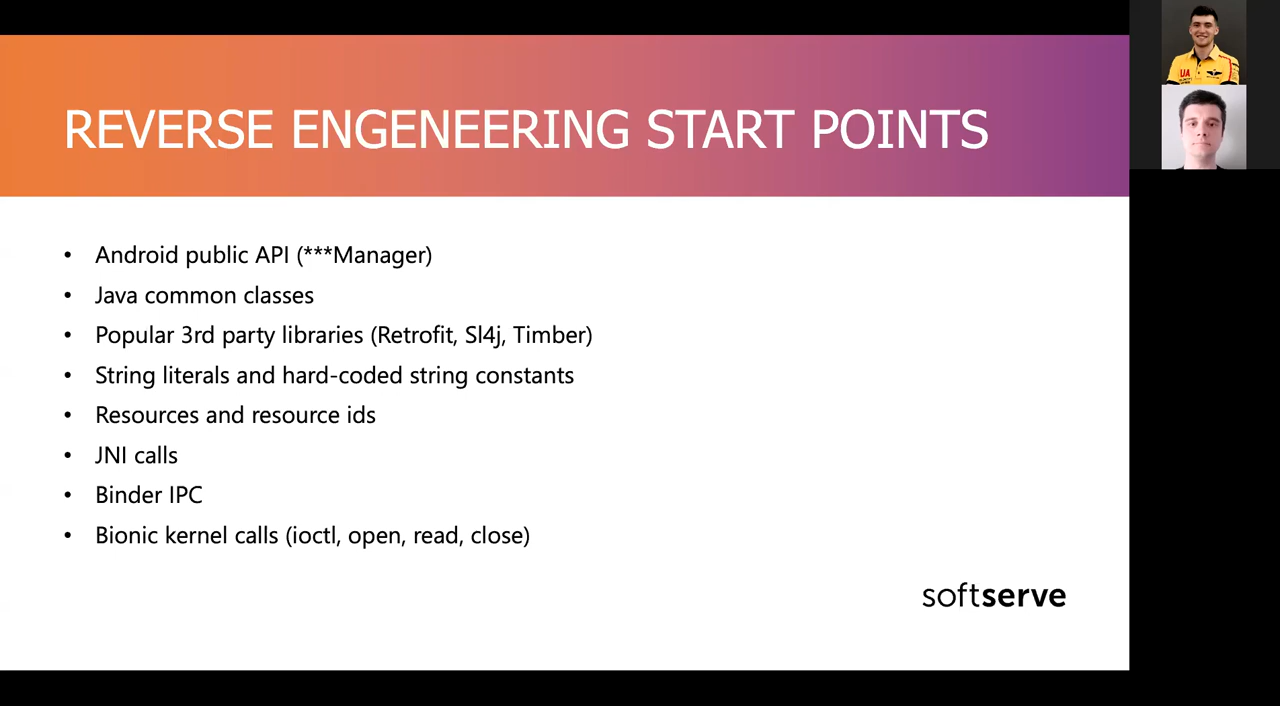 REVERSE ENGENEERING START POINTS
• Android public API (***Manager)
• Java common classes
• Popular 3rd party libraries (Retrofit, Sl4j, Timber)
• String literals and hard-coded string constants
• Resources and resource ids
• JNI calls
• Binder IPC
• Bionic kernel calls (ioctl, open, read, close)
softserve
UA